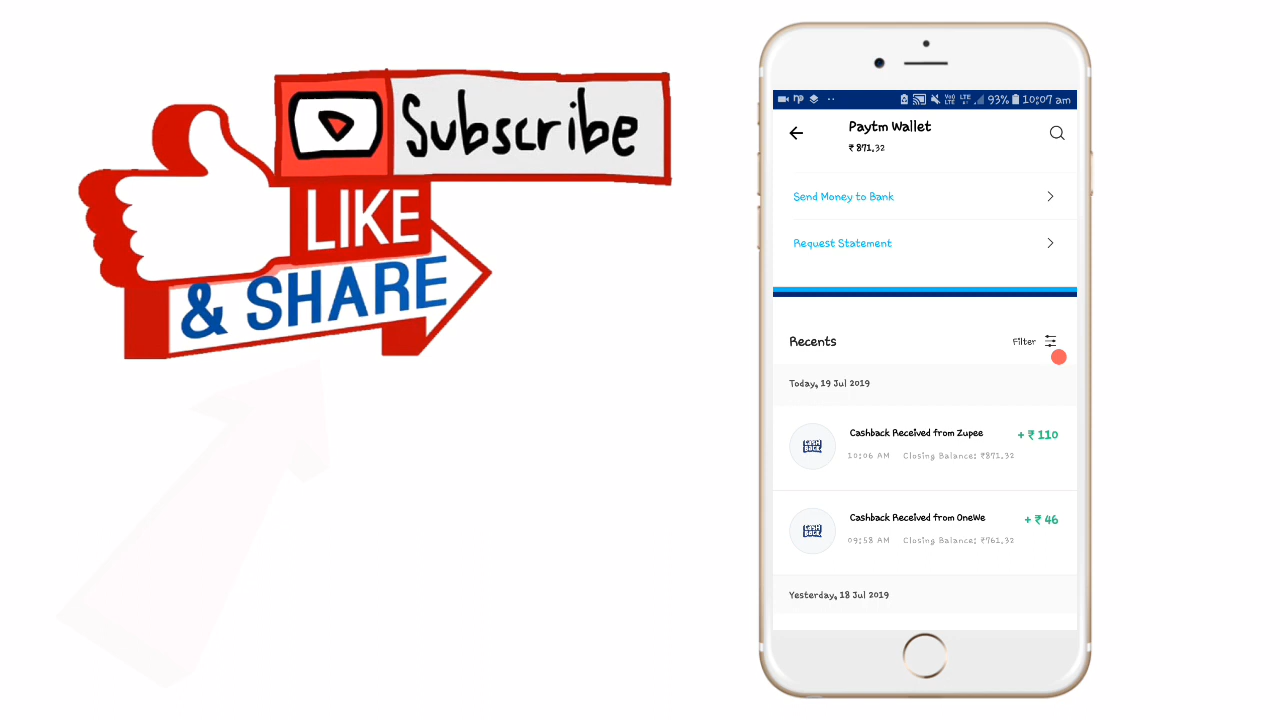 Subscribe
LIKE
& SHARE
93% 10:07 am
Paytm Wallet
₹ 871.32
Send Money to Bank
Request Statement
Recents
Filter
Today, 19 Jul 2019
Cashback Received from Zupee
+ ₹ 110
10:06 AM Closing Balance: ₹871.32
Cashback Received from OneWe
+ ₹ 46
09:58 AM Closing Balance: ₹761.32
Yesterday, 18 Jul 2019